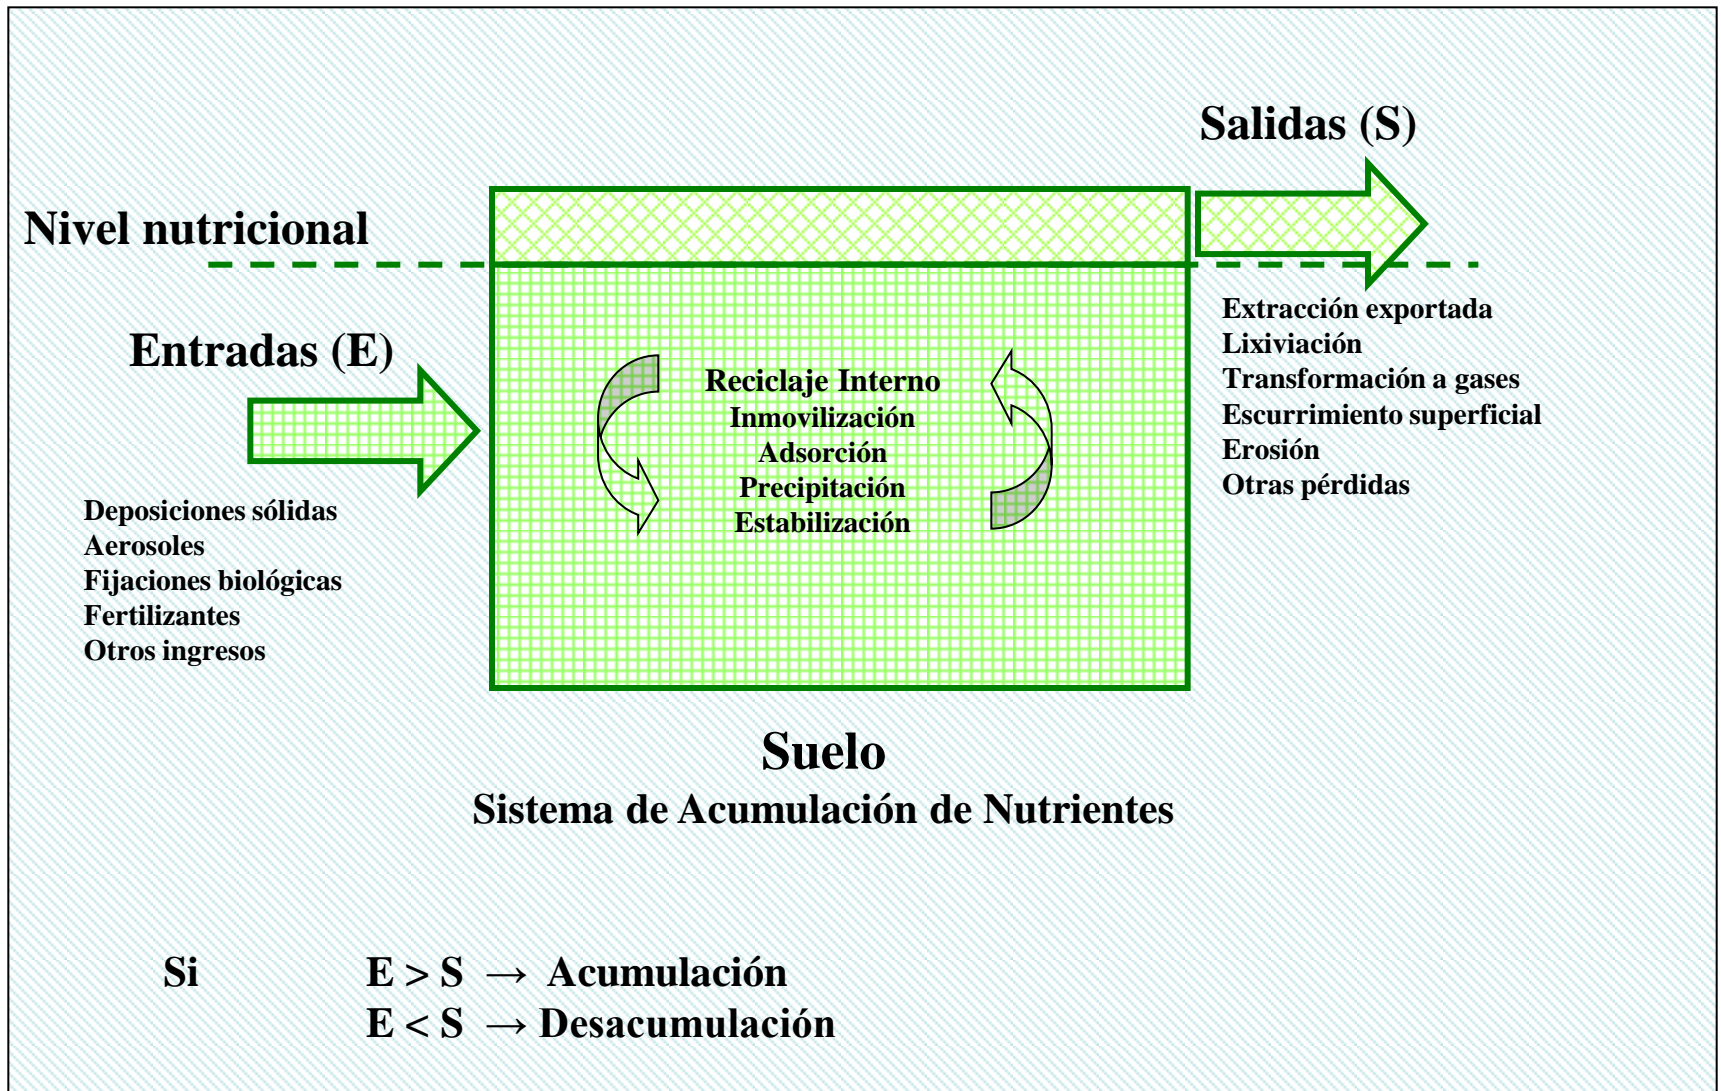 Salidas (S)
Nivel nutricional
Entradas (E)
Extracción exportada
Lixiviación
Transformación a gases
Escurrimiento superficial
Erosión
Otras pérdidas
Reciclaje Interno
Inmovilización
Adsorción
Precipitación
Estabilización
Deposiciones sólidas
Aerosoles
Fijaciones biológicas
Fertilizantes
Otros ingresos
Suelo
Sistema de Acumulación de Nutrientes
Si E > S → Acumulación
E < S → Desacumulación